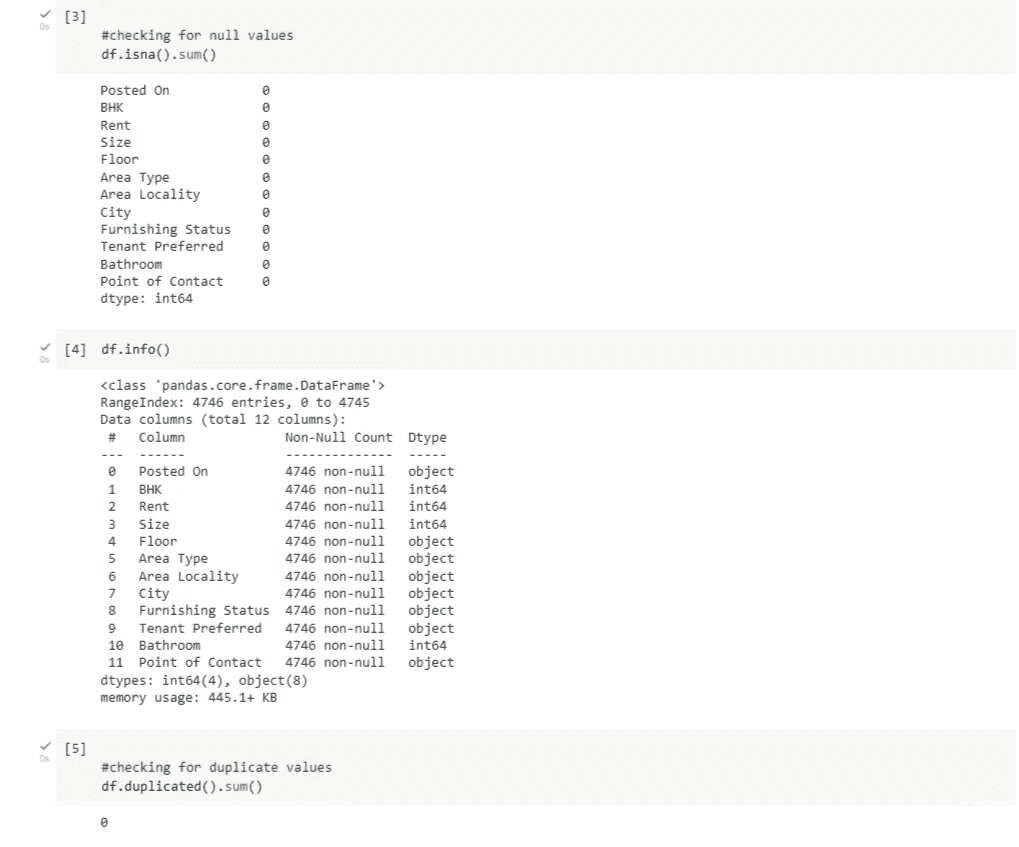 [3]
0s
#checking for null values
df.isna().sum()
Posted On 0
BHK 0
Rent 0
Size 0
Floor 0
Area Type 0
Area Locality 0
City 0
Furnishing Status 0
Tenant Preferred 0
Bathroom 0
Point of Contact 0
dtype: int64
[4] df.info()
0s
<class 'pandas.core.frame.DataFrame'>
RangeIndex: 4746 entries, 0 to 4745
Data columns (total 12 columns):
# Column Non-Null Count Dtype
--- ------ -------------- -----
0 Posted On 4746 non-null object
1 BHK 4746 non-null int64
2 Rent 4746 non-null int64
3 Size 4746 non-null int64
4 Floor 4746 non-null object
5 Area Type 4746 non-null object
6 Area Locality 4746 non-null object
7 City 4746 non-null object
8 Furnishing Status 4746 non-null object
9 Tenant Preferred 4746 non-null object
10 Bathroom 4746 non-null int64
11 Point of Contact 4746 non-null object
dtypes: int64(4), object(8)
memory usage: 445.1+ KB
[5]
0s
#checking for duplicate values
df.duplicated().sum()
0